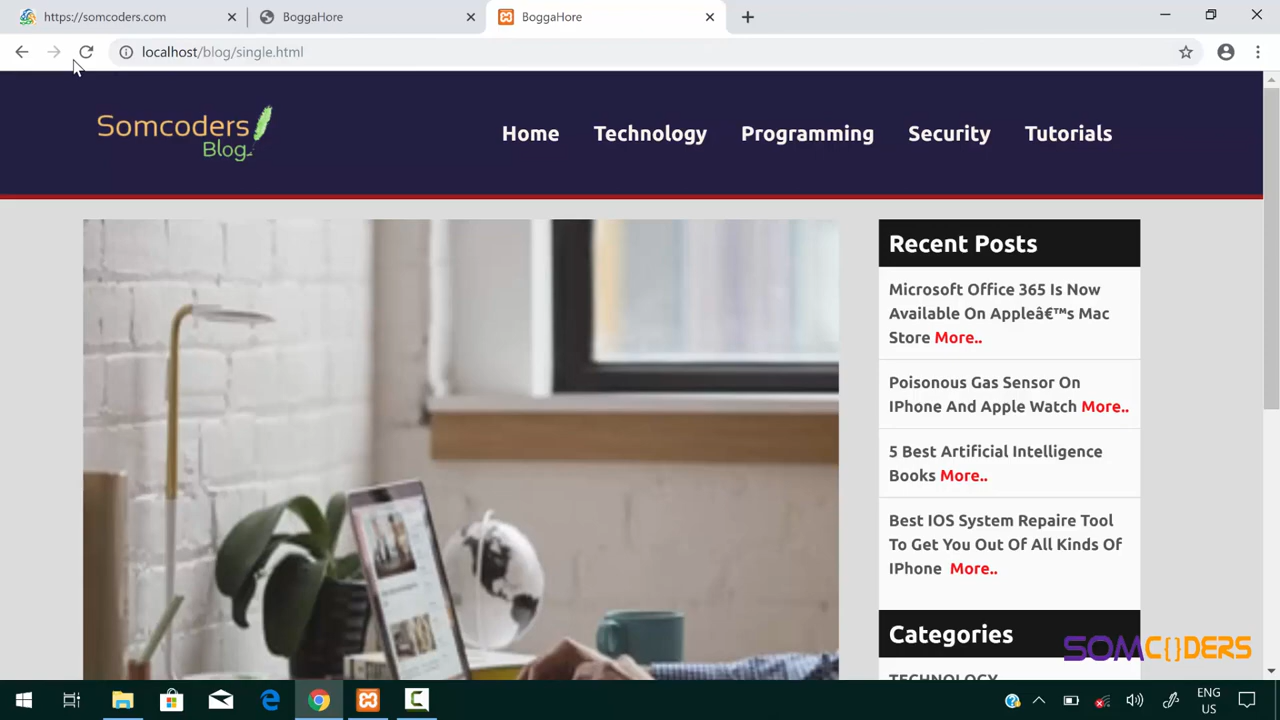 https://somcoders.com
BoggaHore
BoggaHore
localhost/blog/single.html
Somcoders
Blog
Home
Technology
Programming
Security
Tutorials
Recent Posts
Microsoft Office 365 Is Now
Available On Appleâ€™s Mac
Store More..
Poisonous Gas Sensor On
IPhone And Apple Watch More..
5 Best Artificial Intelligence
Books More..
Best IOS System Repaire Tool
To Get You Out Of All Kinds Of
IPhone More..
Categories
TECHNOLOGY
SOMC{}DERS
ENG
US